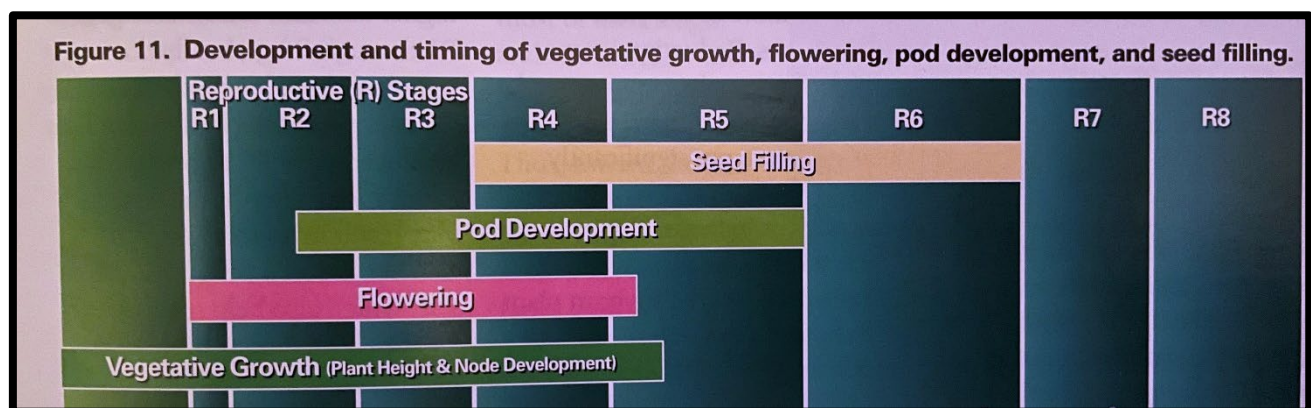 Figure 11. Development and timing of vegetative growth, flowering, pod development, and seed filling.
Reproductive (R) Stages
R1 R2 R3 R4 R5 R6 R7 R8
Seed Filling
Pod Development
Flowering
Vegetative Growth (Plant Height & Node Development)